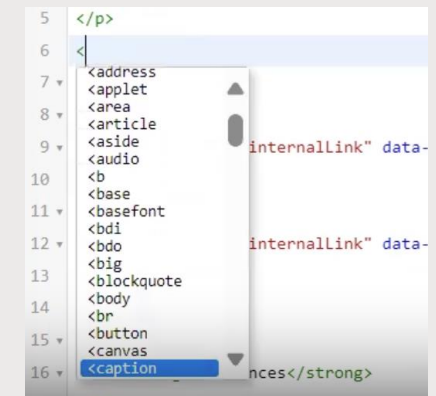 5 </p>
6 <
<address
7 <applet
<area
8 <article
<aside
9 <audio internalLink" data-
10 <b
<base
11 <basefont
<bdi
12 <bdo internalLink" data-
<big
13 <blockquote
<body
14 <br
15 <button
<canvas
16 <caption nces</strong>